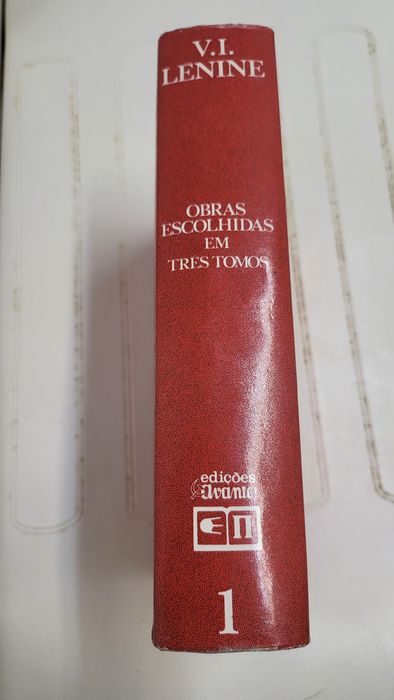 V.I.
LENINE
OBRAS
ESCOLHIDAS
EM
TRES TOMOS
edições
Avante
1